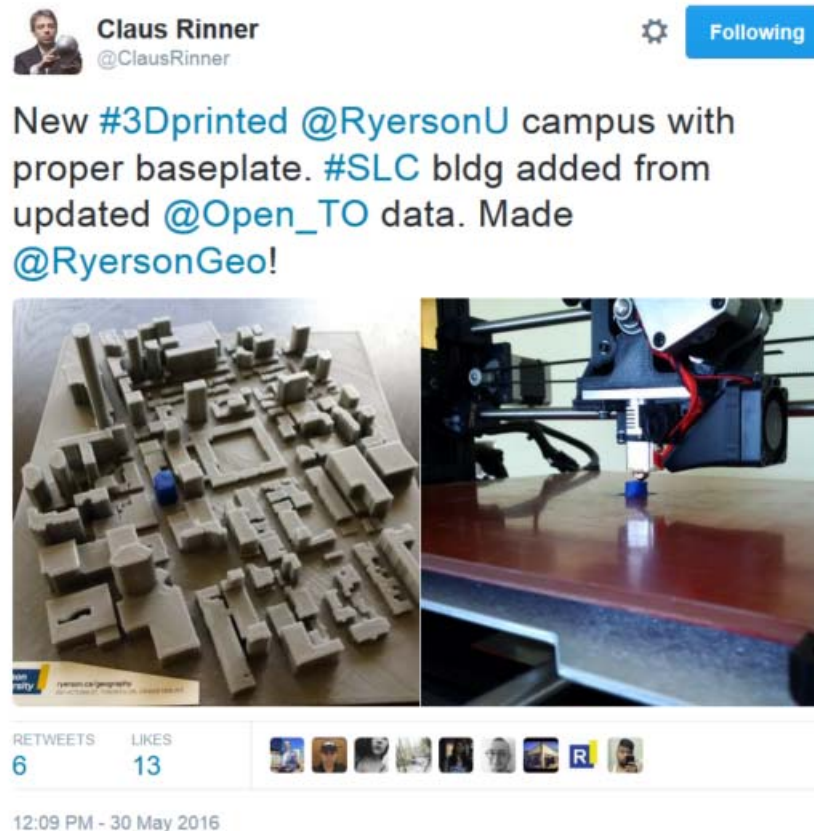 Claus Rinner
@ClausRinner
Following
New #3Dprinted @RyersonU campus with
proper baseplate. #SLC bldg added from
updated @Open_TO data. Made
@RyersonGeo!
ryerson.ca/geography
RETWEETS
6
LIKES
13
R
12:09 PM - 30 May 2016